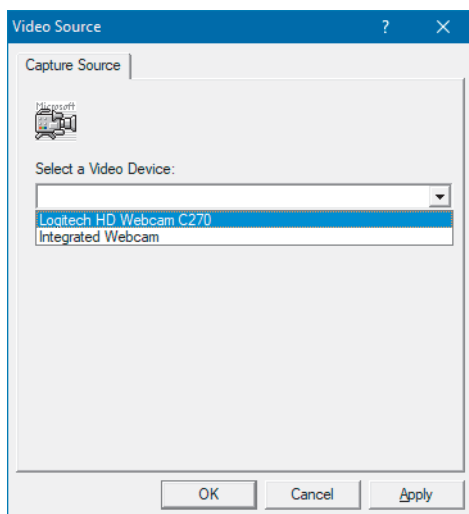 Video Source
Capture Source
Microsoft
Select a Video Device:
Logitech HD Webcam C270
Integrated Webcam
OK Cancel Apply